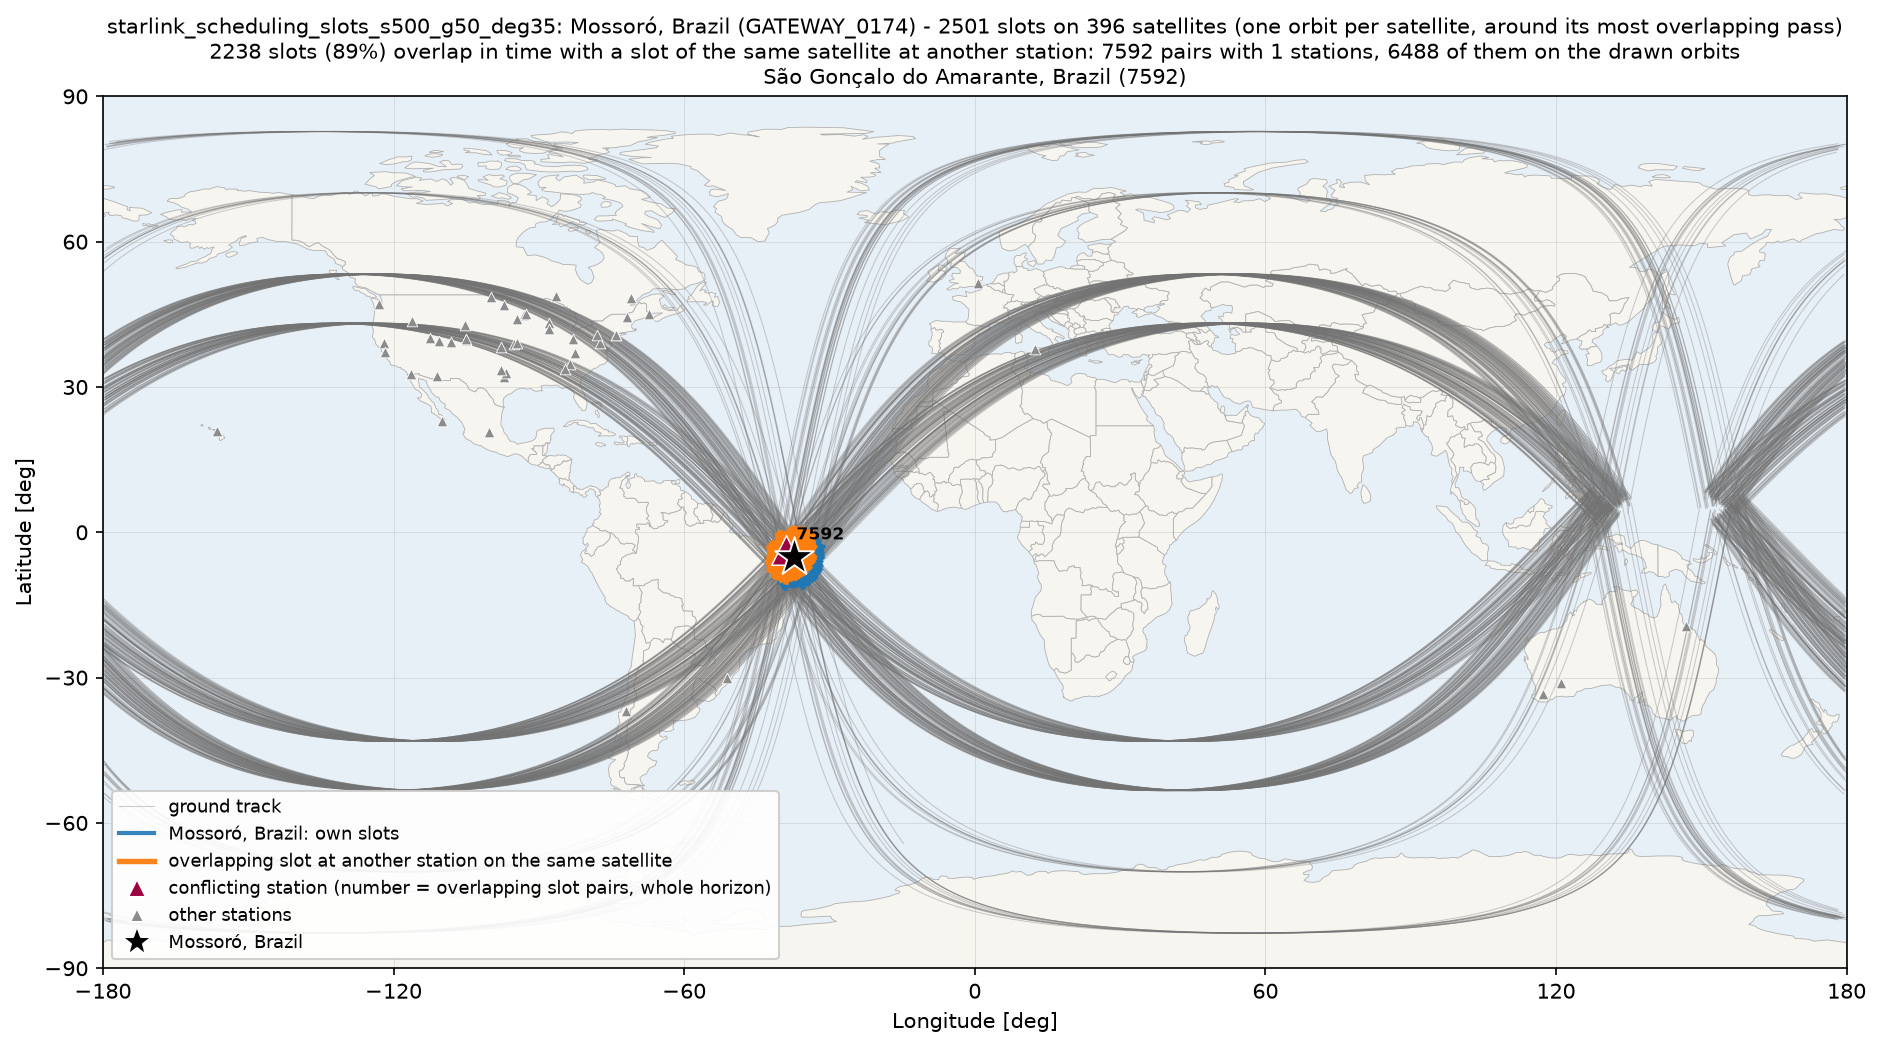 starlink_scheduling_slots_s500_g50_deg35: Mossoró, Brazil (GATEWAY_0174) - 2501 slots on 396 satellites (one orbit per satellite, around its most overlapping pass)
2238 slots (89%) overlap in time with a slot of the same satellite at another station: 7592 pairs with 1 stations, 6488 of them on the drawn orbits
São Gonçalo do Amarante, Brazil (7592)
90
60
30
0
−30
−60
−90
Latitude [deg]
7592
ground track
Mossoró, Brazil: own slots
overlapping slot at another station on the same satellite
conflicting station (number = overlapping slot pairs, whole horizon)
other stations
Mossoró, Brazil
−180
−120
−60
0
60
120
180
Longitude [deg]